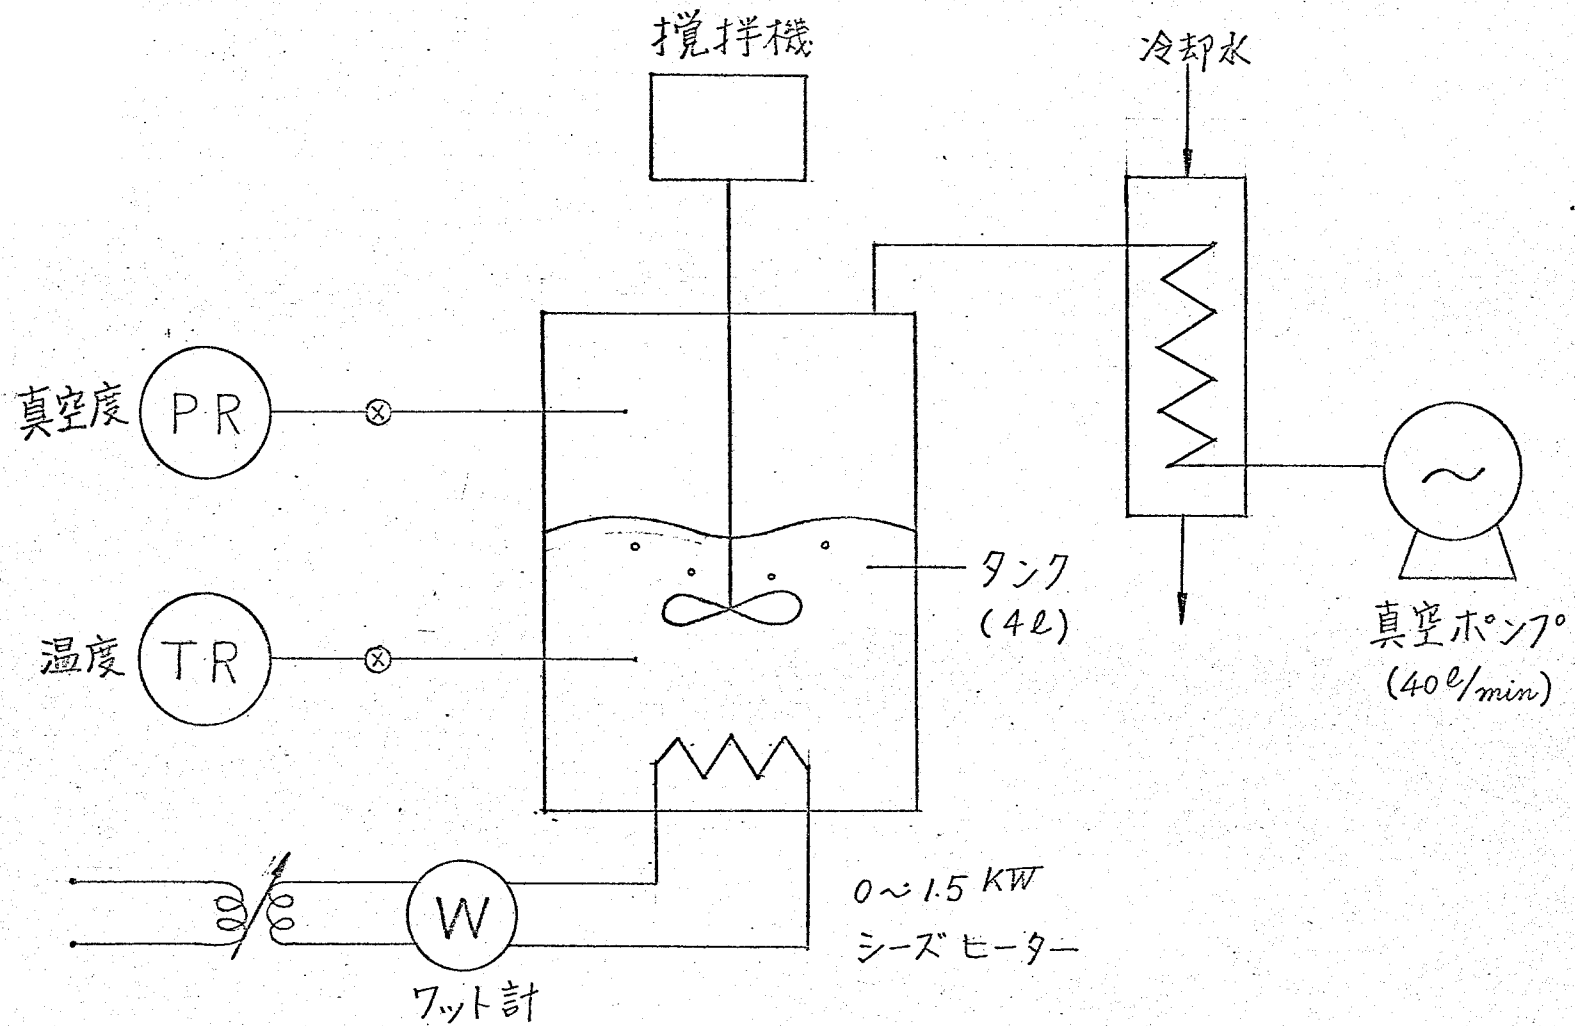 攪拌機
冷却水
真空度
PR
温度
TR
タンク
(4ℓ)
真空ポンプ
(40ℓ/min)
W
ワット計
0～1.5 KW
シーズヒーター